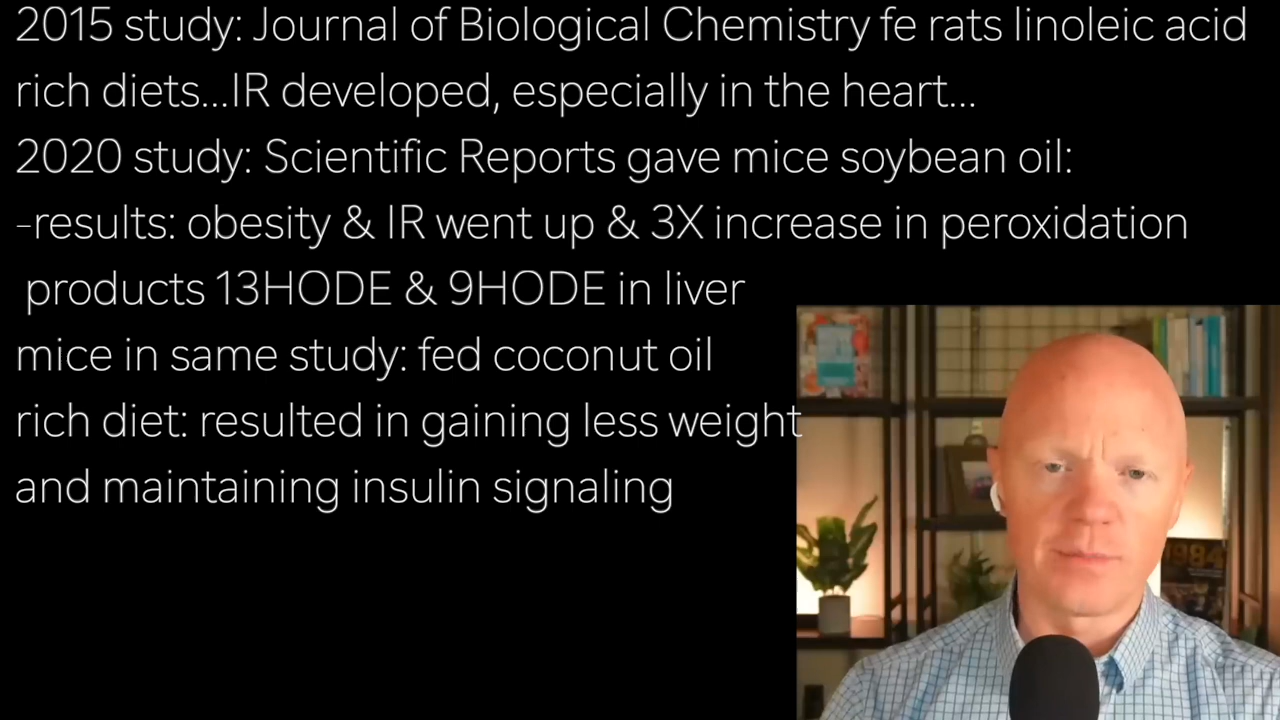 2015 study: Journal of Biological Chemistry fe rats linoleic acid
rich diets...IR developed, especially in the heart...
2020 study: Scientific Reports gave mice soybean oil:
-results: obesity & IR went up & 3X increase in peroxidation
products 13HODE & 9HODE in liver
mice in same study: fed coconut oil
rich diet: resulted in gaining less weight
and maintaining insulin signaling
1984